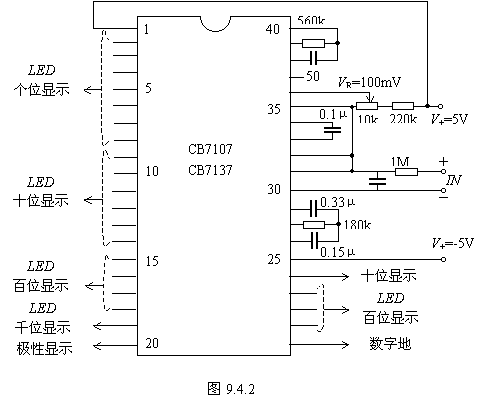 560k
1
40
50
LED
个位显示
5
V_R=100mV
35
0.1μ
10k
220k
V_+=5V
CB7107
CB7137
1M
+
IN
−
LED
十位显示
10
30
0.33μ
180k
0.15μ
V_+=-5V
LED
百位显示
15
25
十位显示
LED
千位显示
LED
百位显示
极性显示
20
数字地
图 9.4.2